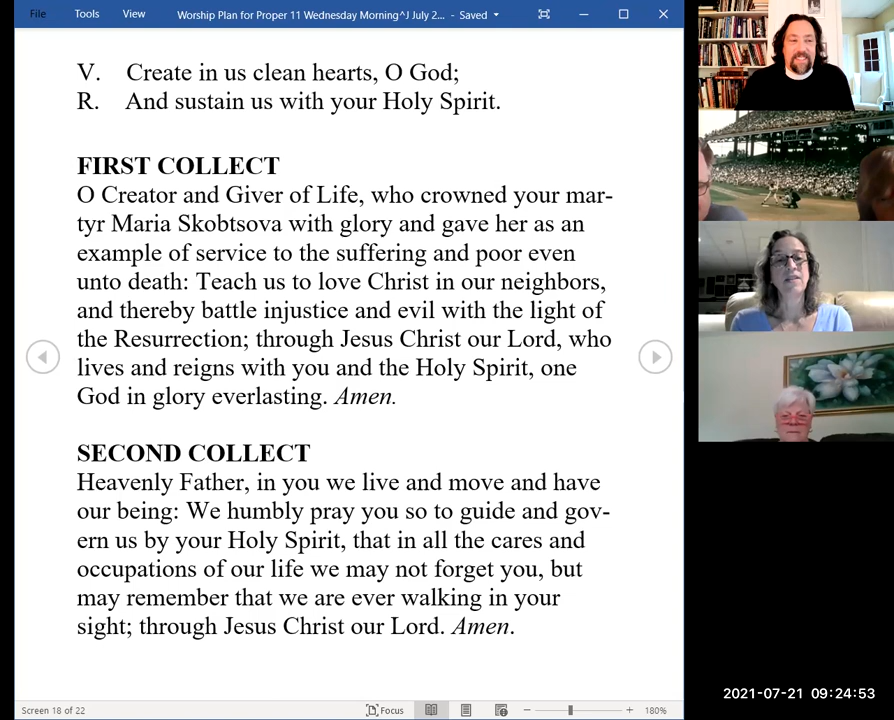 File Tools View Worship Plan for Proper 11 Wednesday Morning^J July 2... - Saved
V. Create in us clean hearts, O God;
R. And sustain us with your Holy Spirit.
FIRST COLLECT
O Creator and Giver of Life, who crowned your mar-
tyr Maria Skobtsova with glory and gave her as an
example of service to the suffering and poor even
unto death: Teach us to love Christ in our neighbors,
and thereby battle injustice and evil with the light of
the Resurrection; through Jesus Christ our Lord, who
lives and reigns with you and the Holy Spirit, one
God in glory everlasting. Amen.
SECOND COLLECT
Heavenly Father, in you we live and move and have
our being: We humbly pray you so to guide and gov-
ern us by your Holy Spirit, that in all the cares and
occupations of our life we may not forget you, but
may remember that we are ever walking in your
sight; through Jesus Christ our Lord. Amen.
2021-07-21 09:24:53
Screen 18 of 22 Focus 180%